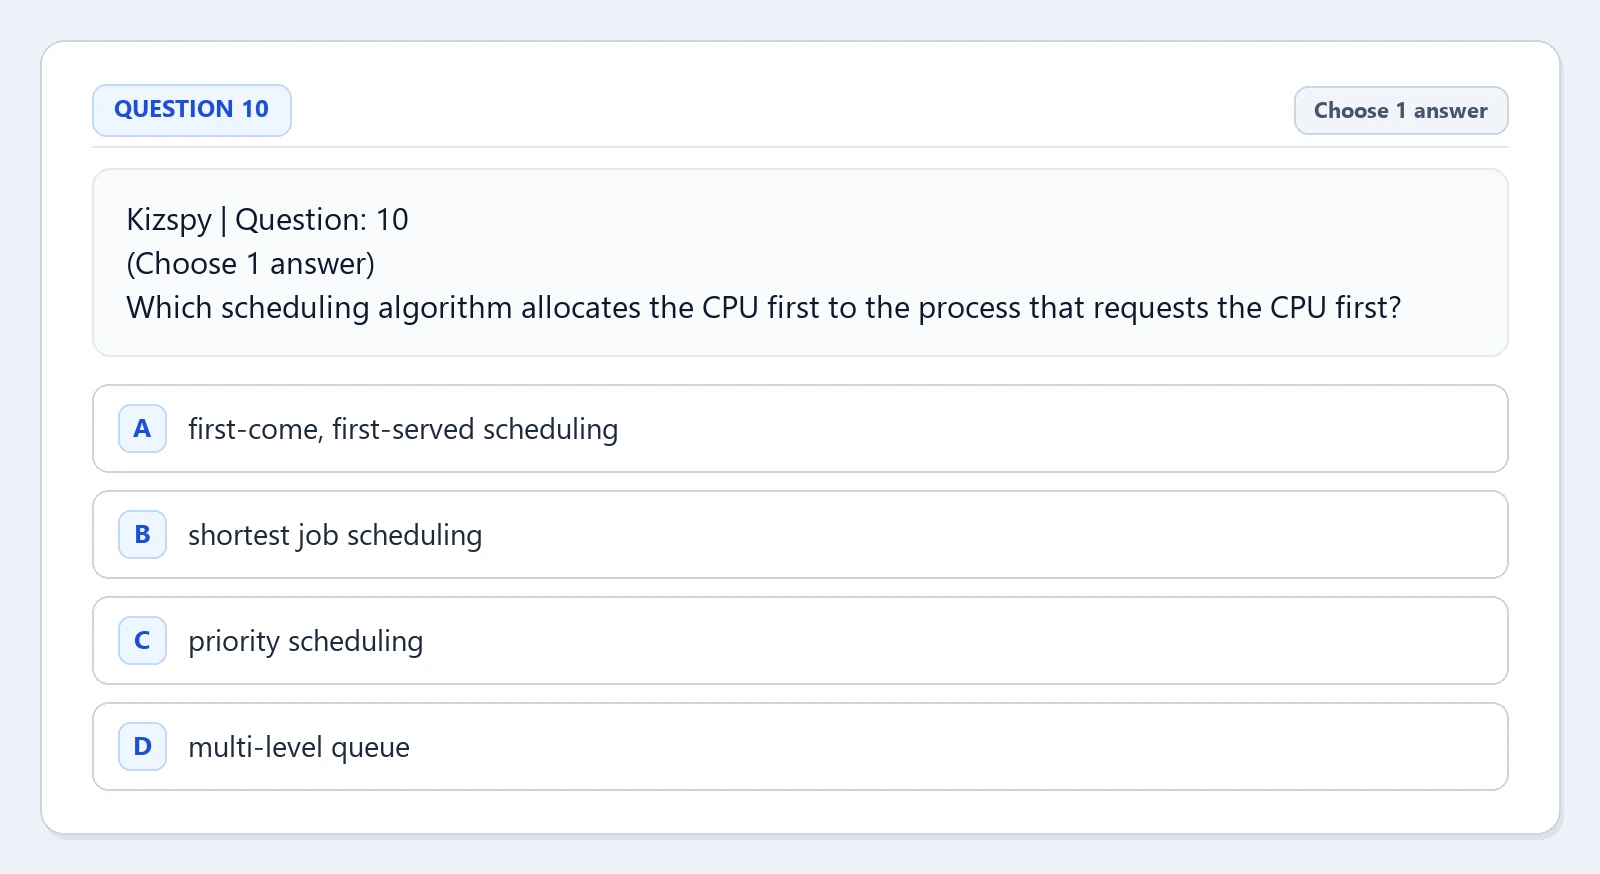 QUESTION 10
Choose 1 answer
Kizspy | Question: 10
(Choose 1 answer)
Which scheduling algorithm allocates the CPU first to the process that requests the CPU first?
A first-come, first-served scheduling
B shortest job scheduling
C priority scheduling
D multi-level queue